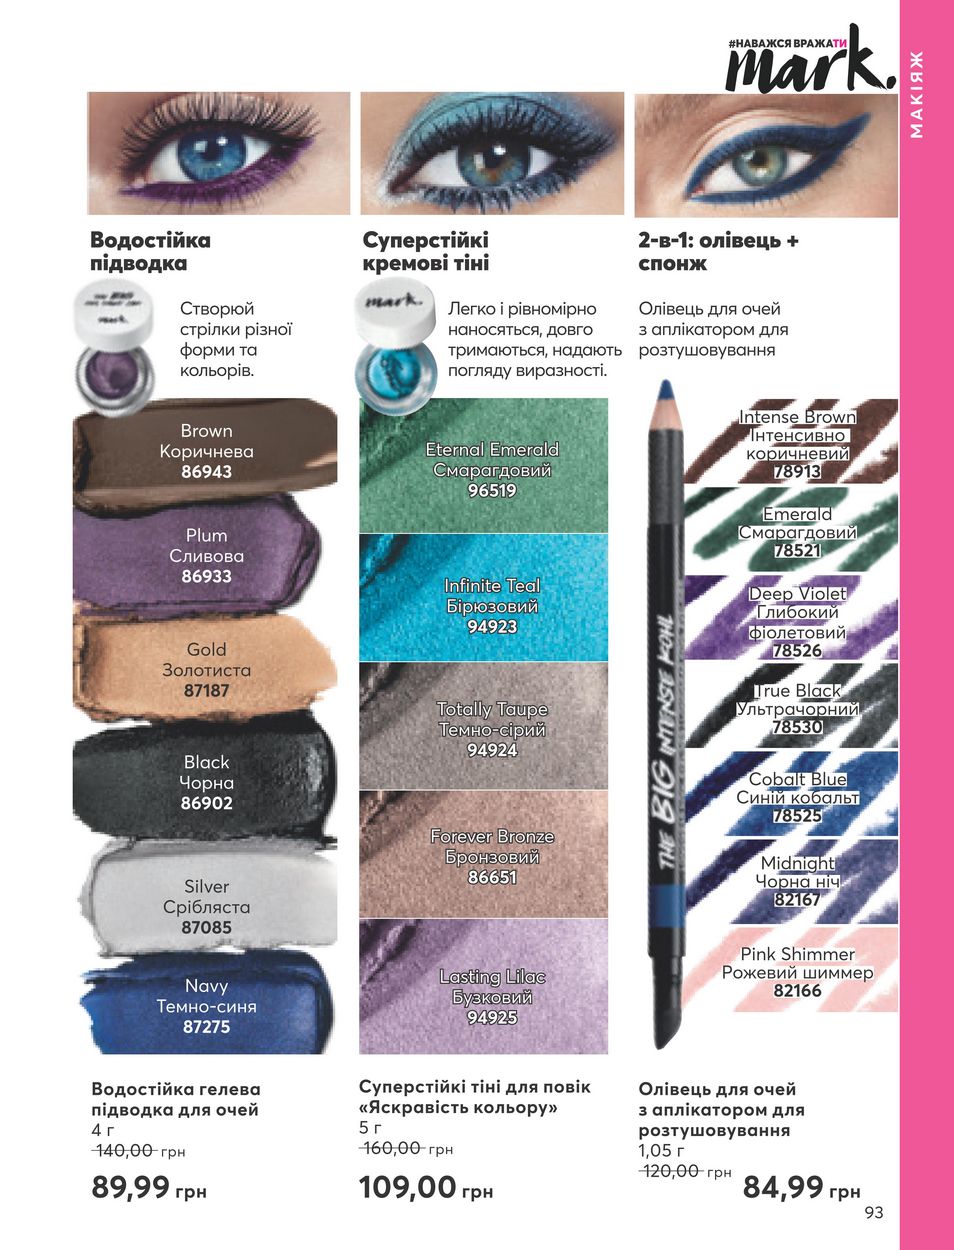 #НАВАЖСЯ ВРАЖАТИ
mark.
МАКІЯЖ
Водостійка
підводка
Створюй
стрілки різної
форми та
кольорів.
mark.
Brown
Коричнева
86943
Plum
Сливова
86933
Gold
Золотиста
87187
Black
Чорна
86902
Silver
Срібляста
87085
Navy
Темно-синя
87275
Водостійка гелева
підводка для очей
4 г
140,00 грн
89,99 грн
Суперстійкі
кремові тіні
mark.
Легко і рівномірно
наносяться, довго
тримаються, надають
погляду виразності.
Eternal Emerald
Смарагдовий
96519
Infinite Teal
Бірюзовий
94923
Totally Taupe
Темно-сірий
94924
Forever Bronze
Бронзовий
86651
Lasting Lilac
Бузковий
94925
Суперстійкі тіні для повік
«Яскравість кольору»
5 г
160,00 грн
109,00 грн
2-в-1: олівець +
спонж
Олівець для очей
з аплікатором для
розтушовування
THE BIG INTENSE KOHL
Intense Brown
Інтенсивно
коричневий
78913
Emerald
Смарагдовий
78521
Deep Violet
Глибокий
фіолетовий
78526
True Black
Ультрачорний
78530
Cobalt Blue
Синій кобальт
78525
Midnight
Чорна ніч
82167
Pink Shimmer
Рожевий шиммер
82166
Олівець для очей
з аплікатором для
розтушовування
1,05 г
120,00 грн
84,99 грн
93